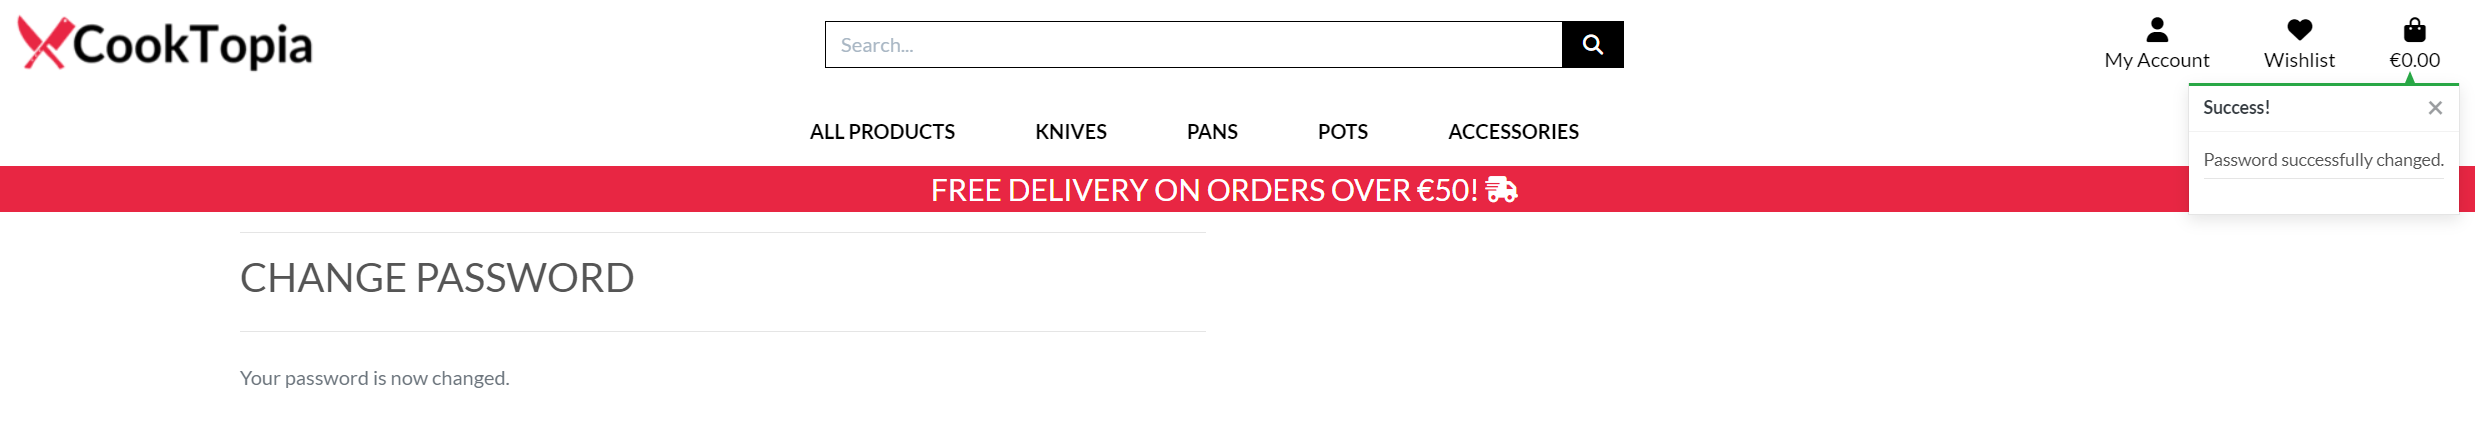 CookTopia
Search...
My Account
Wishlist
€0.00
ALL PRODUCTS
KNIVES
PANS
POTS
ACCESSORIES
Success!
Password successfully changed.
FREE DELIVERY ON ORDERS OVER €50!
CHANGE PASSWORD
Your password is now changed.